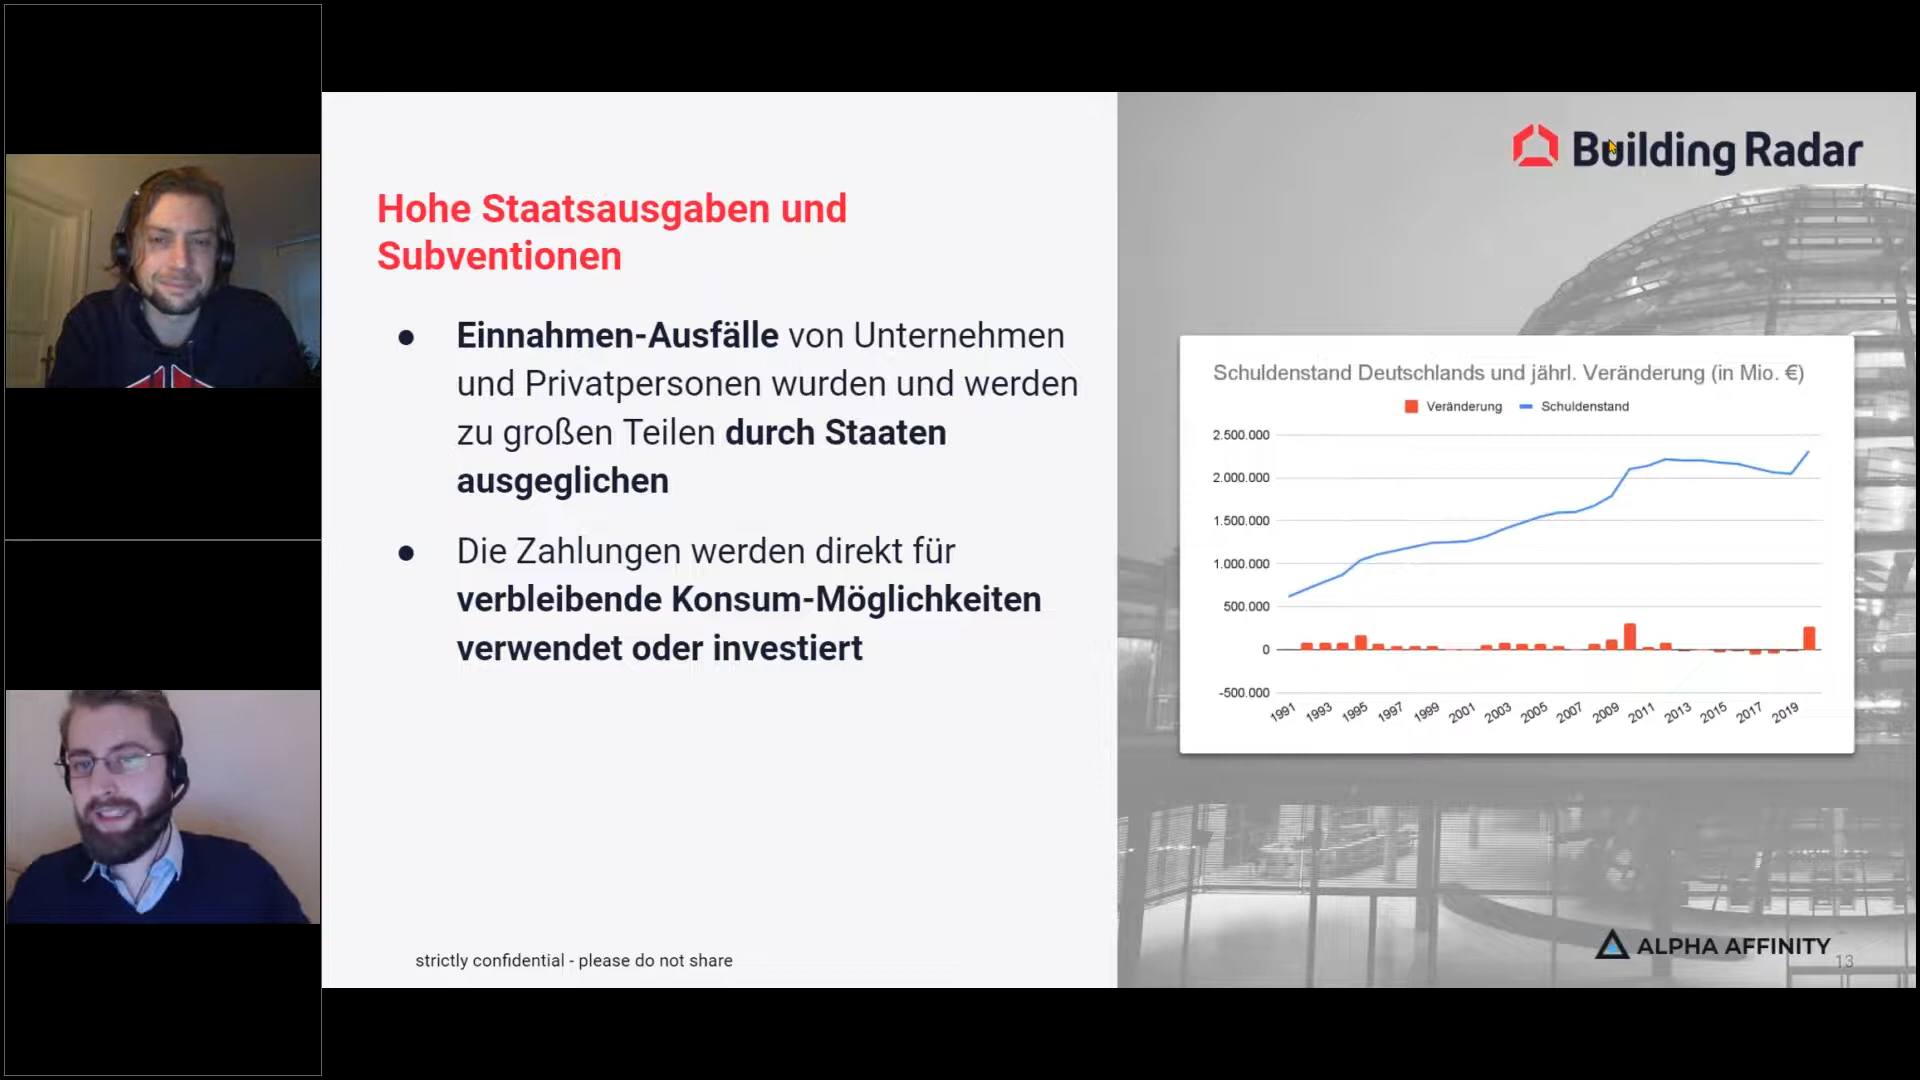 Building Radar
Hohe Staatsausgaben und
Subventionen
● Einnahmen-Ausfälle von Unternehmen
und Privatpersonen wurden und werden
zu großen Teilen durch Staaten
ausgeglichen
● Die Zahlungen werden direkt für
verbleibende Konsum-Möglichkeiten
verwendet oder investiert
Schuldenstand Deutschlands und jährl. Veränderung (in Mio. €)
Veränderung Schuldenstand
2.500.000
2.000.000
1.500.000
1.000.000
500.000
0
-500.000
1991 1993 1995 1997 1999 2001 2003 2005 2007 2009 2011 2013 2015 2017 2019
strictly confidential - please do not share
ALPHA AFFINITY
13